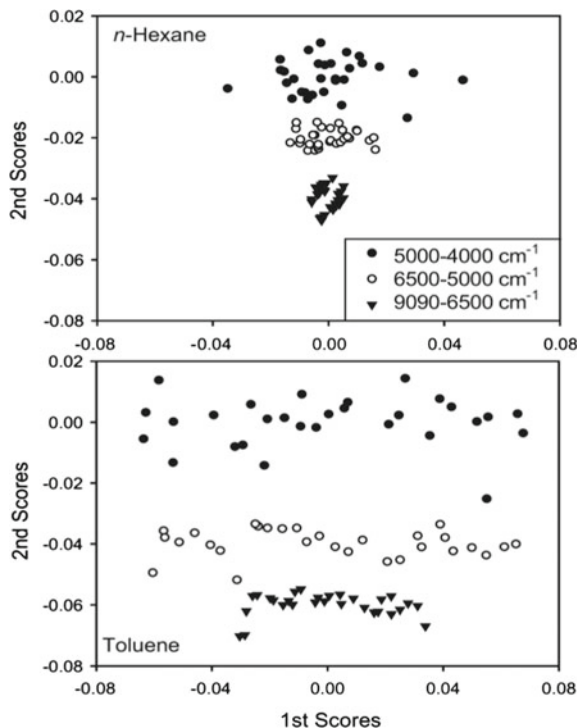 0.02
n-Hexane
0.00
-0.02
-0.04
-0.06
-0.08
2nd Scores
5000-4000 cm⁻¹
6500-5000 cm⁻¹
9090-6500 cm⁻¹
-0.08 -0.04 0.00 0.04 0.08
0.02
0.00
-0.02
-0.04
-0.06
-0.08
2nd Scores
Toluene
-0.08 -0.04 0.00 0.04 0.08
1st Scores